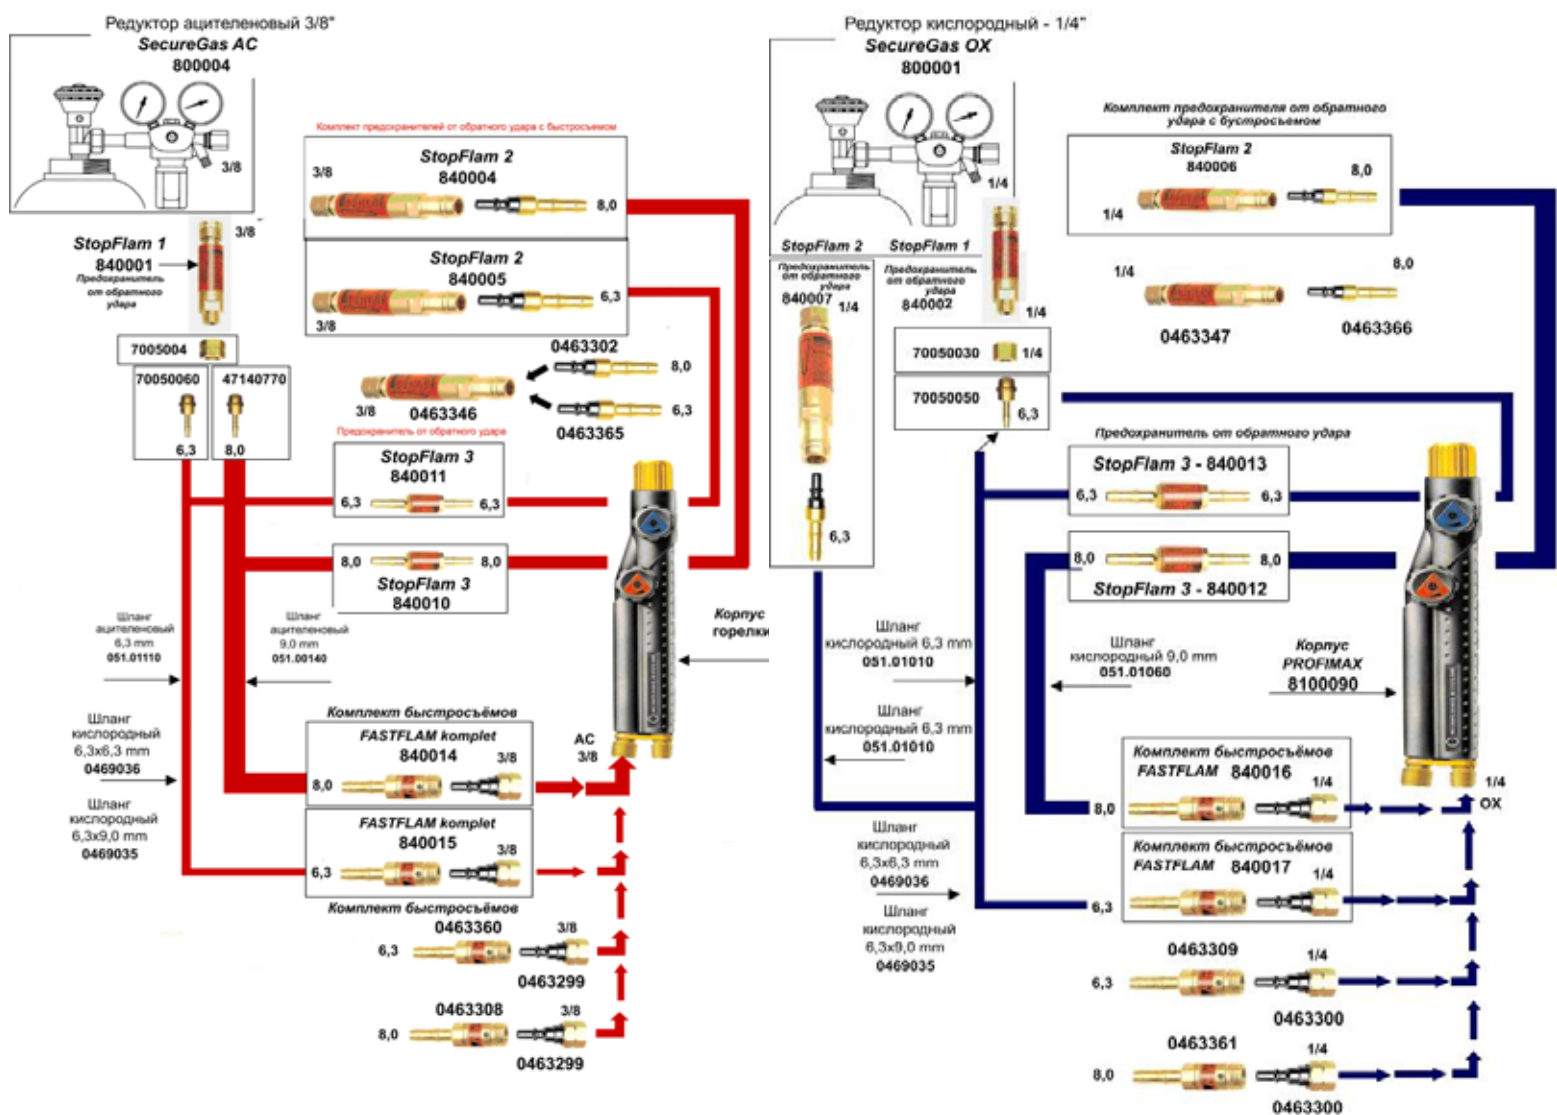 Редуктор ацителеновый 3/8"
SecureGas AC
800004
3/8
3/8
StopFlam 1
840001
Предохранитель
от обратного
удара
7005004
70050060
47140770
6,3
8,0
Комплект предохранителей от обратного удара с быстросъемом
StopFlam 2
840004
3/8
8,0
StopFlam 2
840005
6,3
3/8
0463302
8,0
6,3
3/8
0463346
0463365
Предохранитель от обратного удара
StopFlam 3
840011
6,3
6,3
8,0
8,0
StopFlam 3
840010
Шланг
ацителеновый
6,3 mm
051.01110
Шланг
ацителеновый
9,0 mm
051.00140
Корпус
горелки
Шланг
кислородный
6,3x6,3 mm
0469036
Шланг
кислородный
6,3x9,0 mm
0469035
Комплект быстросъёмов
FASTFLAM komplet
840014
3/8
8,0
AC
3/8
FASTFLAM komplet
840015
3/8
6,3
Комплект быстросъёмов
0463360
3/8
6,3
0463299
0463308
3/8
8,0
0463299
Редуктор кислородный - 1/4"
SecureGas OX
800001
1/4
StopFlam 2
Предохранитель
от обратного
удара
840007
1/4
6,3
StopFlam 1
Предохранитель
от обратного
удара
840002
1/4
70050030
1/4
70050050
6,3
Комплект предохранителя от обратного
удара с бустросъемом
StopFlam 2
840006
8,0
1/4
1/4
8,0
0463347
0463366
Предохранитель от обратного удара
StopFlam 3 - 840013
6,3
6,3
8,0
8,0
StopFlam 3 - 840012
Шланг
кислородный 6,3 mm
051.01010
Шланг
кислородный 6,3 mm
051.01010
Шланг
кислородный 9,0 mm
051.01060
Корпус
PROFIMAX
8100090
Шланг
кислородный
6,3x6,3 mm
0469036
Шланг
кислородный
6,3x9,0 mm
0469035
Комплект быстросъёмов
FASTFLAM 840016
1/4
8,0
1/4
OX
Комплект быстросъёмов
FASTFLAM 840017
1/4
6,3
0463309
1/4
6,3
0463300
0463361
1/4
8,0
0463300